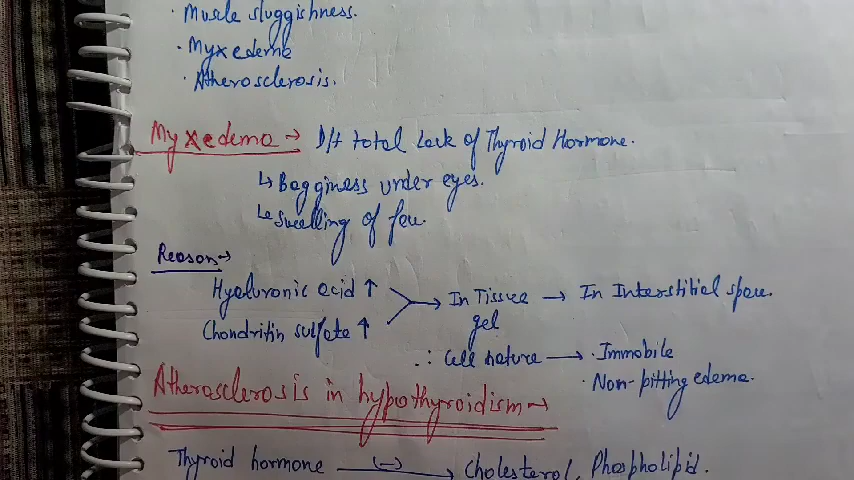 · Muscle sluggishness.
· Myxedema
· Atherosclerosis.
Myxedema → D/t total lack of Thyroid Hormone.
↳ Bagginess under eyes.
↳ Swelling of face.
Reason→
Hyaluronic acid ↑
Chondritin sulfate ↑
→ In Tissue gel → In Interstitial space.
∴ Cell nature → · Immobile
· Non-pitting edema.
Atherosclerosis in hypothyroidism→
Thyroid hormone (-)→ Cholesterol, Phospholipid.